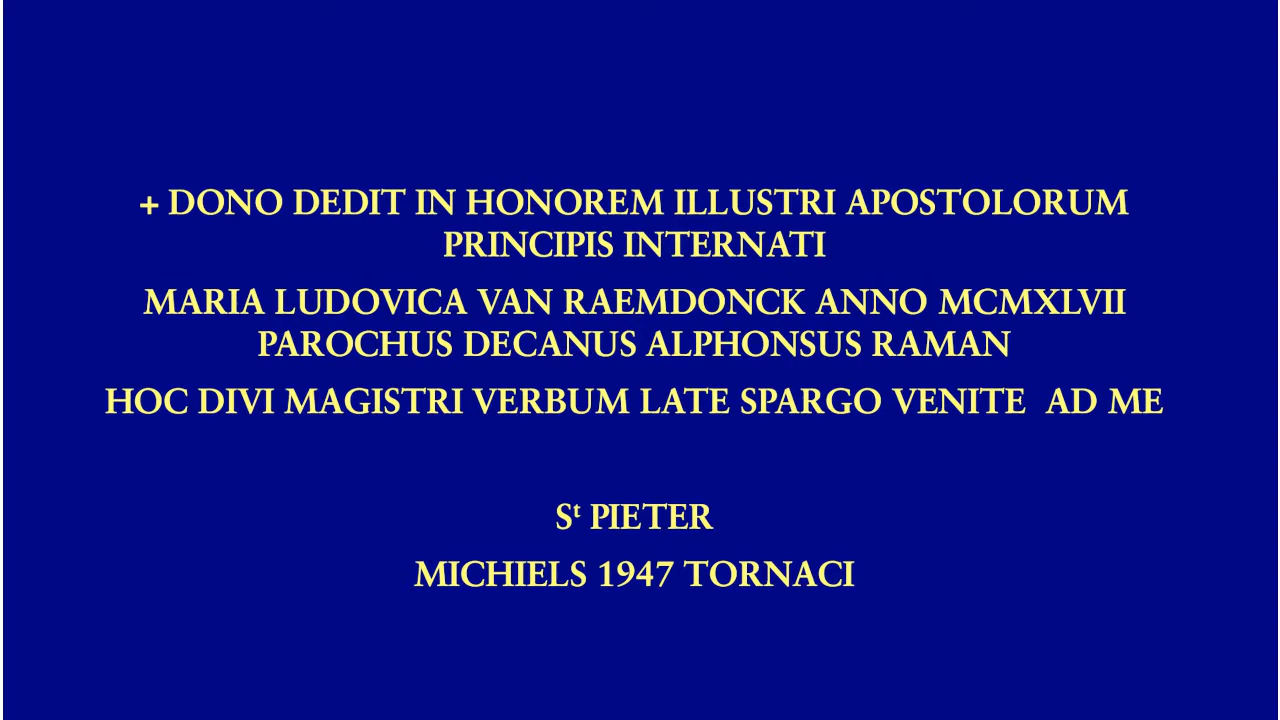 + DONO DEDIT IN HONOREM ILLUSTRI APOSTOLORUM
PRINCIPIS INTERNATI
MARIA LUDOVICA VAN RAEMDONCK ANNO MCMXLVII
PAROCHUS DECANUS ALPHONSUS RAMAN
HOC DIVI MAGISTRI VERBUM LATE SPARGO VENITE AD ME
St PIETER
MICHIELS 1947 TORNACI